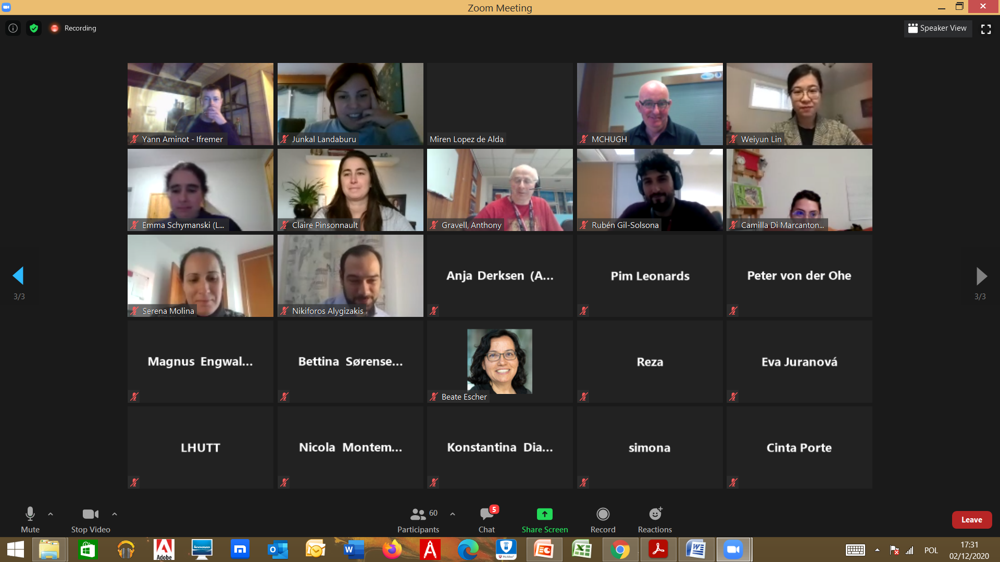 Zoom Meeting
Recording
Speaker View
Yann Aminot - Ifremer
Junkal Landaburu
Miren Lopez de Alda
MCHUGH
Weiyun Lin
Emma Schymanski (L...
Claire Pinsonnault
Gravell, Anthony
Rubén Gil-Solsona
Camilla Di Marcanton...
Serena Molina
Nikiforos Alygizakis
Anja Derksen (A...
Pim Leonards
Peter von der Ohe
3/3
3/3
Magnus Engwal...
Bettina Sørense...
Beate Escher
Reza
Eva Juranová
LHUTT
Nicola Montem...
Konstantina Dia...
simona
Cinta Porte
Mute
Stop Video
60
Participants
5
Chat
Share Screen
Record
Reactions
Leave
Adobe
lenovo
McAfee
POL
17:31
02/12/2020